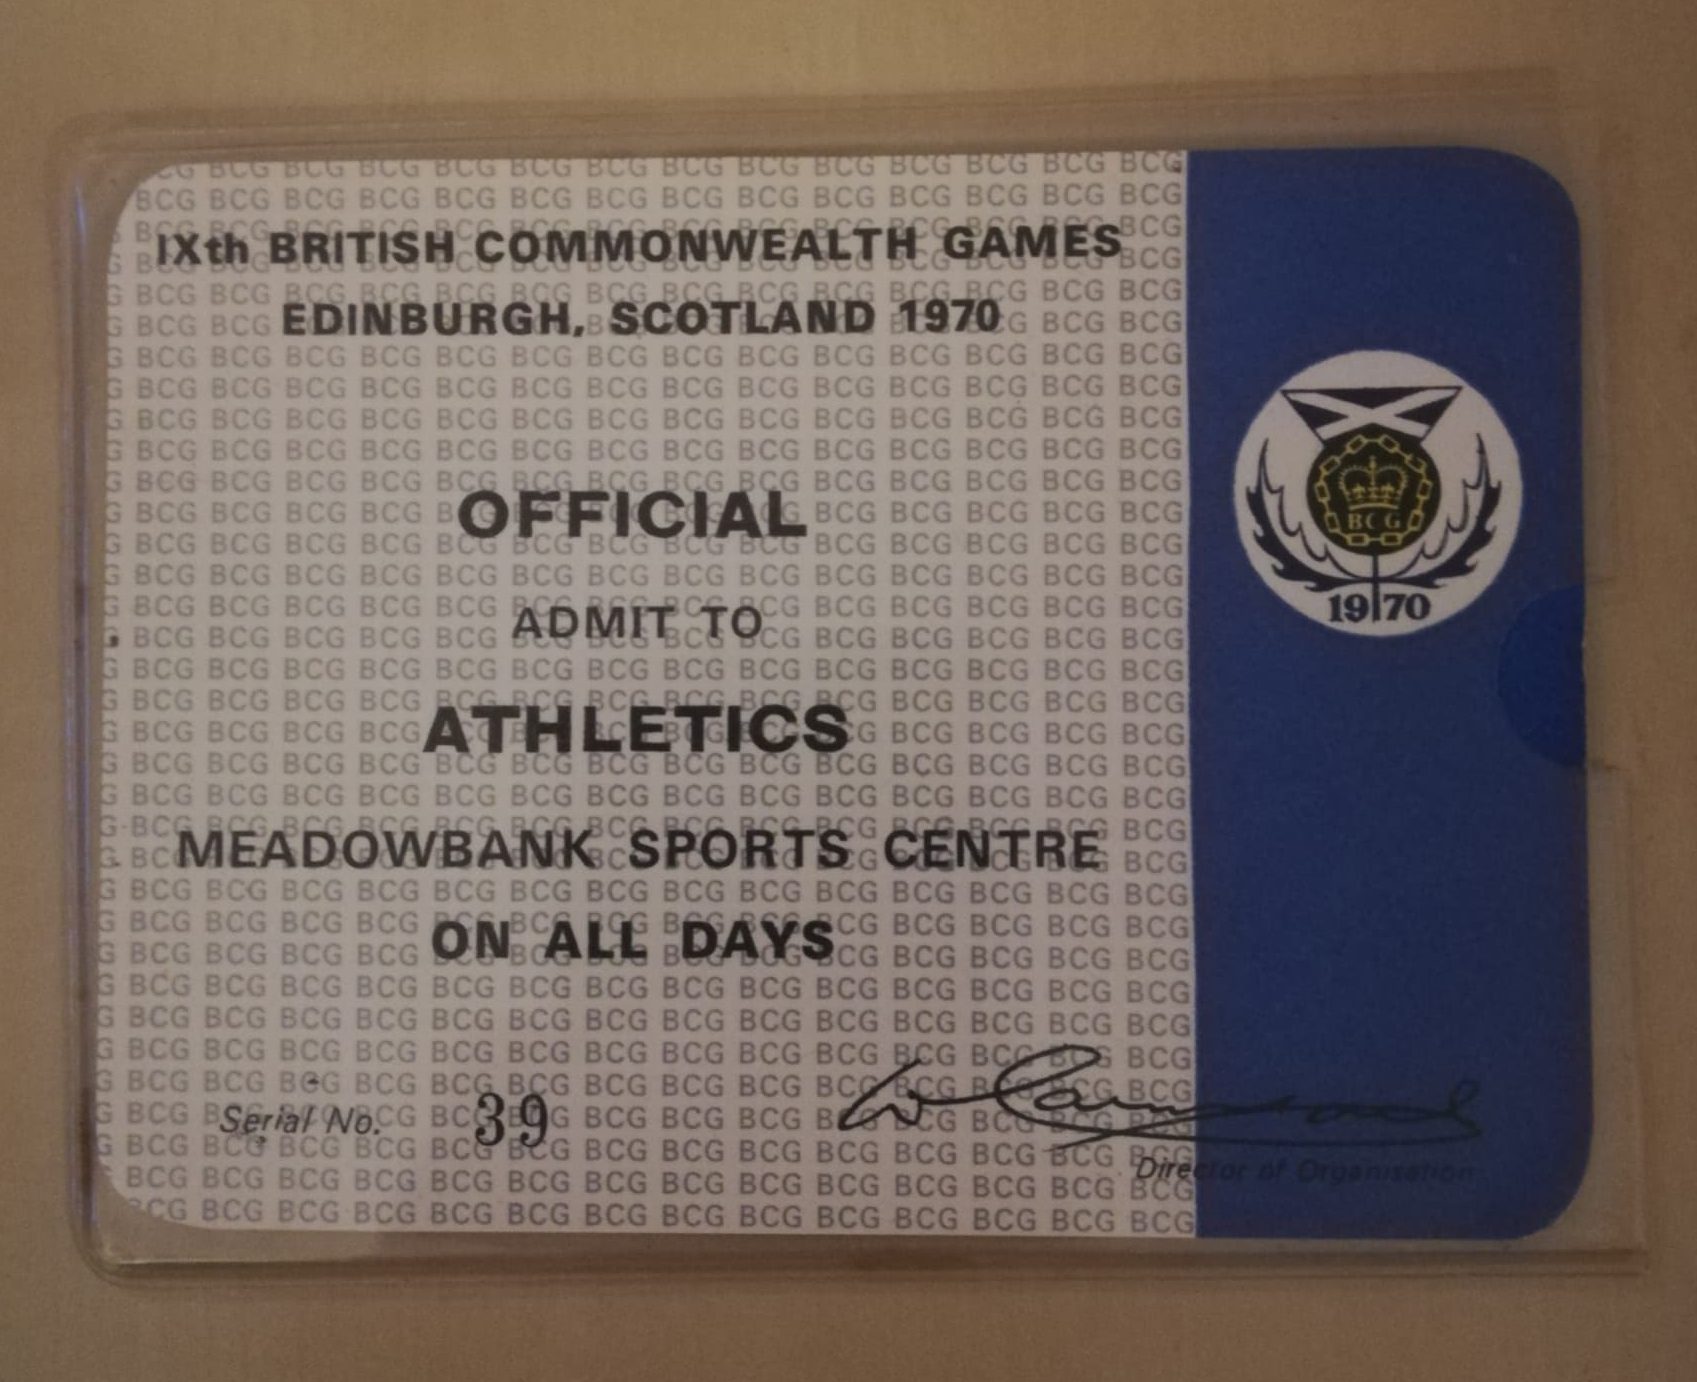 IXth BRITISH COMMONWEALTH GAMES
EDINBURGH, SCOTLAND 1970
OFFICIAL
ADMIT TO
ATHLETICS
MEADOWBANK SPORTS CENTRE
ON ALL DAYS
Serial No. 39
Director of Organisation
BCG
1970